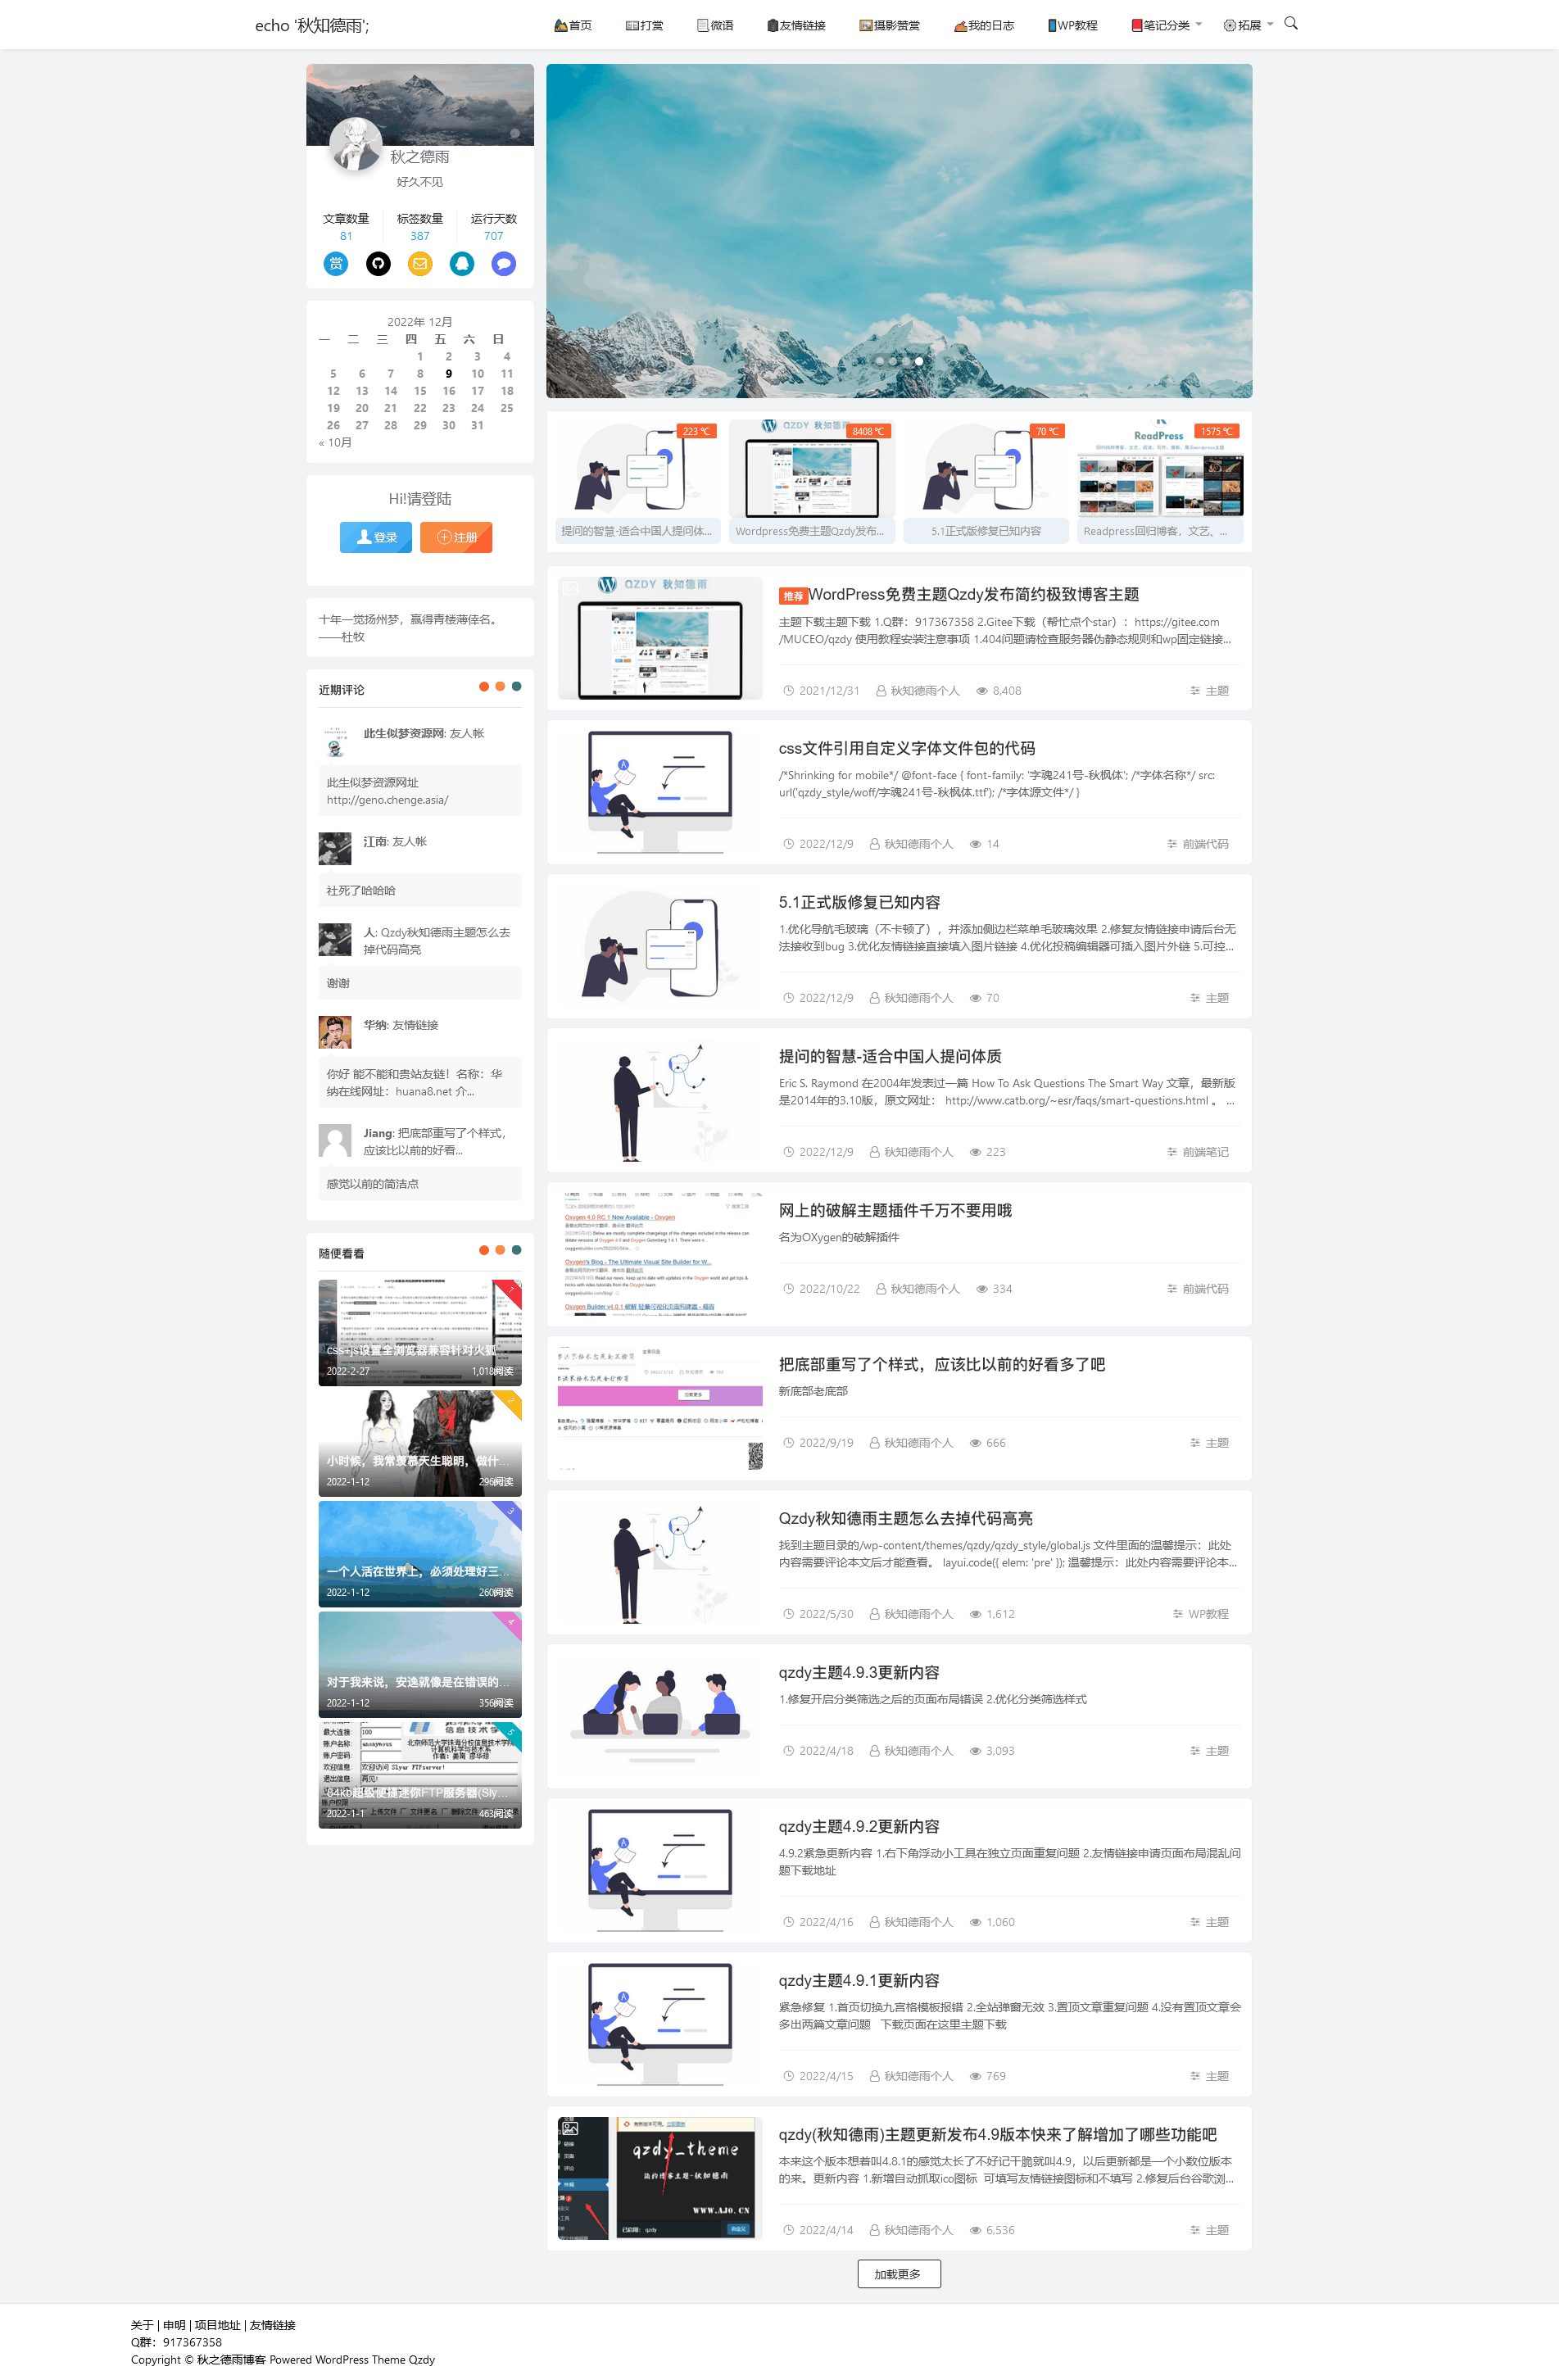 echo '秋知德雨';
首页
打赏
微语
友情链接
摄影赞赏
我的日志
WP教程
笔记分类
拓展
秋之德雨
好久不见
文章数量 标签数量 运行天数
81 387 707
赏
2022年 12月
一 二 三 四 五 六 日
1 2 3 4
5 6 7 8 9 10 11
12 13 14 15 16 17 18
19 20 21 22 23 24 25
26 27 28 29 30 31
« 10月
Hi!请登陆
登录 注册
十年一觉扬州梦，赢得青楼薄倖名。
——杜牧
近期评论
此生似梦资源网: 友人帐
此生似梦资源网址
http://geno.chenge.asia/
江南: 友人帐
社死了哈哈哈
人: Qzdy秋知德雨主题怎么去
掉代码高亮
谢谢
华纳: 友情链接
你好 能不能和贵站友链！名称：华
纳在线网址：huana8.net 介...
Jiang: 把底部重写了个样式，
应该比以前的好看...
感觉以前的简洁点
随便看看
1
css+js设置全浏览器兼容针对火狐
2022-2-27 1,018阅读
2
小时候，我常羡慕天生聪明，做什...
2022-1-12 296阅读
3
一个人活在世界上，必须处理好三...
2022-1-12 260阅读
4
对于我来说，安逸就像是在错误的...
2022-1-12 356阅读
5
64kb超级便捷迷你FTP服务器(Sly...
2022-1-1 463阅读
223 ℃
提问的智慧-适合中国人提问体...
QZDY 秋知德雨
8408 ℃
Wordpress免费主题Qzdy发布...
70 ℃
5.1正式版修复已知内容
1575 ℃
ReadPress
Readpress回归博客，文艺、...
QZDY 秋知德雨
推荐WordPress免费主题Qzdy发布简约极致博客主题
主题下载主题下载 1.Q群：917367358 2.Gitee下载（帮忙点个star）：https://gitee.com
/MUCEO/qzdy 使用教程安装注意事项 1.404问题请检查服务器伪静态规则和wp固定链接...
2021/12/31 秋知德雨个人 8,408 主题
css文件引用自定义字体文件包的代码
/*Shrinking for mobile*/ @font-face { font-family: '字魂241号-秋枫体'; /*字体名称*/ src:
url('qzdy_style/woff/字魂241号-秋枫体.ttf'); /*字体源文件*/ }
2022/12/9 秋知德雨个人 14 前端代码
5.1正式版修复已知内容
1.优化导航毛玻璃（不卡顿了），并添加侧边栏菜单毛玻璃效果 2.修复友情链接申请后台无
法接收到bug 3.优化友情链接直接填入图片链接 4.优化投稿编辑器可插入图片外链 5.可控...
2022/12/9 秋知德雨个人 70 主题
提问的智慧-适合中国人提问体质
Eric S. Raymond 在2004年发表过一篇 How To Ask Questions The Smart Way 文章，最新版
是2014年的3.10版，原文网址： http://www.catb.org/~esr/faqs/smart-questions.html 。 ...
2022/12/9 秋知德雨个人 223 前端笔记
Oxygen 4.0 RC 1 Now Available - Oxygen
Oxygen's Blog - The Ultimate Visual Site Builder for W...
网上的破解主题插件千万不要用哦
名为OXygen的破解插件
2022/10/22 秋知德雨个人 334 前端代码
把底部重写了个样式，应该比以前的好看多了吧
新底部老底部
2022/9/19 秋知德雨个人 666 主题
Qzdy秋知德雨主题怎么去掉代码高亮
找到主题目录的/wp-content/themes/qzdy/qzdy_style/global.js 文件里面的温馨提示：此处
内容需要评论本文后才能查看。 layui.code({ elem: 'pre' }); 温馨提示：此处内容需要评论本...
2022/5/30 秋知德雨个人 1,612 WP教程
qzdy主题4.9.3更新内容
1.修复开启分类筛选之后的页面布局错误 2.优化分类筛选样式
2022/4/18 秋知德雨个人 3,093 主题
qzdy主题4.9.2更新内容
4.9.2紧急更新内容 1.右下角浮动小工具在独立页面重复问题 2.友情链接申请页面布局混乱问
题下载地址
2022/4/16 秋知德雨个人 1,060 主题
qzdy主题4.9.1更新内容
紧急修复 1.首页切换九宫格模板报错 2.全站弹窗无效 3.置顶文章重复问题 4.没有置顶文章会
多出两篇文章问题 下载页面在这里主题下载
2022/4/15 秋知德雨个人 769 主题
qzdy_theme
简约博客主题-秋知德雨
WWW.AJ0.CN
qzdy(秋知德雨)主题更新发布4.9版本快来了解增加了哪些功能吧
本来这个版本想着叫4.8.1的感觉太长了不好记干脆就叫4.9，以后更新都是一个小数位版本
的来。更新内容 1.新增自动抓取ico图标 可填写友情链接图标和不填写 2.修复后台谷歌浏...
2022/4/14 秋知德雨个人 6,536 主题
加载更多
关于 | 申明 | 项目地址 | 友情链接
Q群：917367358
Copyright © 秋之德雨博客 Powered WordPress Theme Qzdy